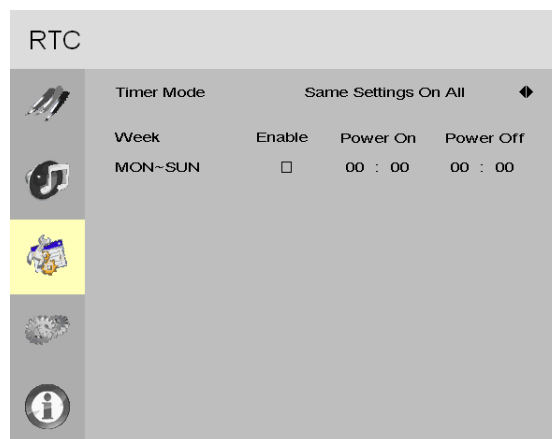 RTC
Timer Mode Same Settings On All
Week Enable Power On Power Off
MON~SUN 00 : 00 00 : 00